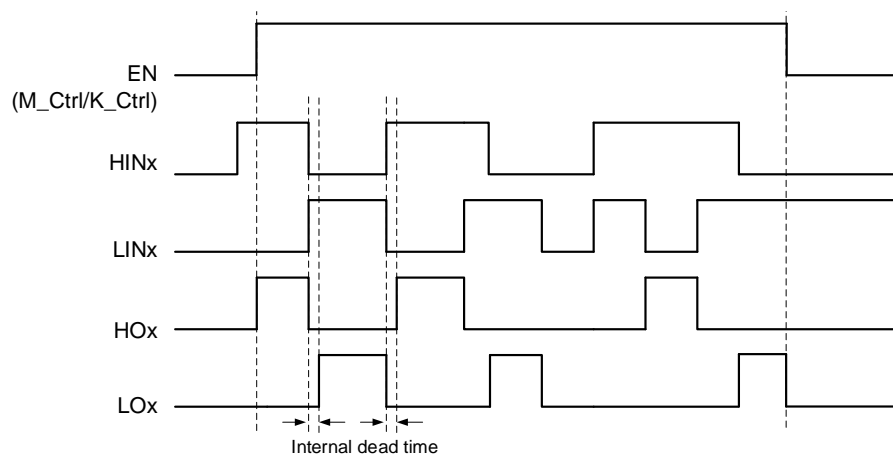 EN
(M_Ctrl/K_Ctrl)
HINx
LINx
HOx
LOx
Internal dead time